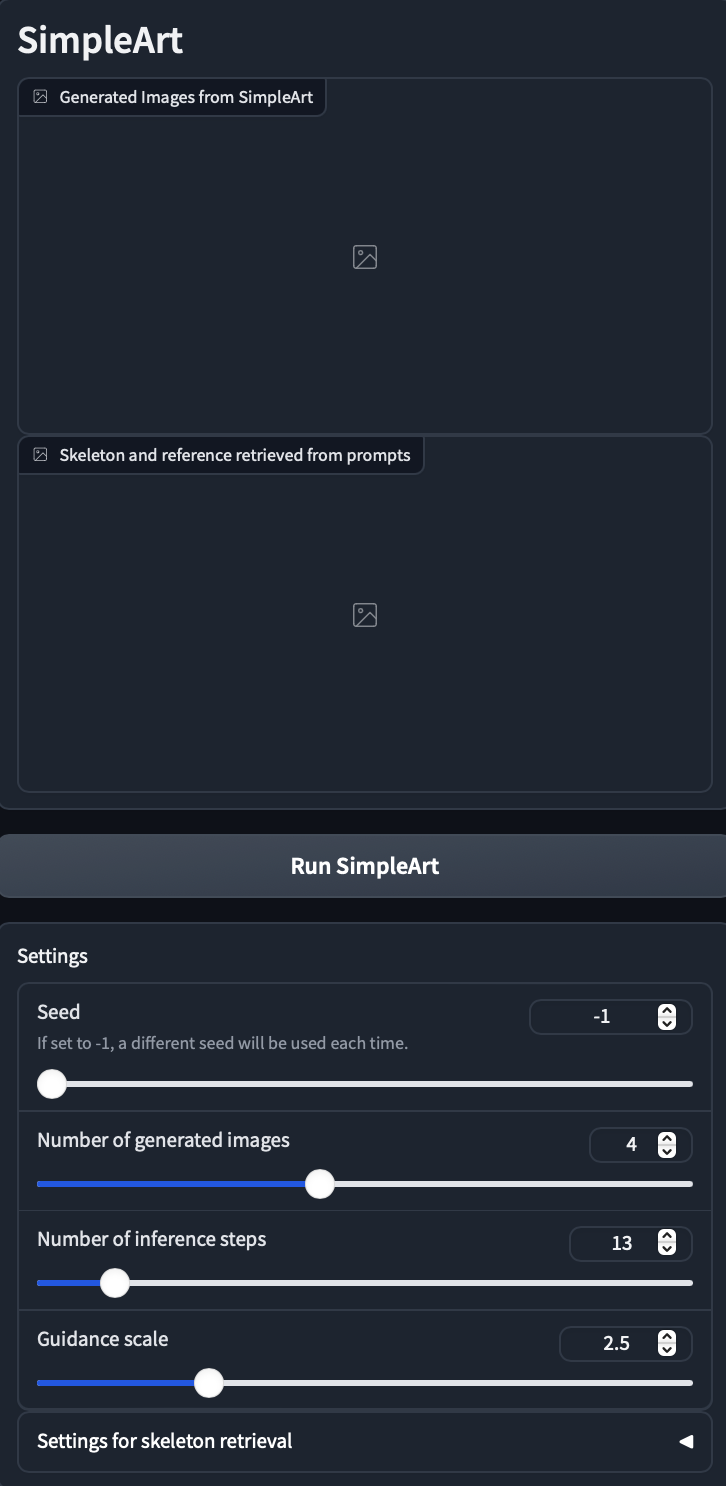 SimpleArt
Generated Images from SimpleArt
Skeleton and reference retrieved from prompts
Run SimpleArt
Settings
Seed
-1
If set to -1, a different seed will be used each time.
Number of generated images
4
Number of inference steps
13
Guidance scale
2.5
Settings for skeleton retrieval